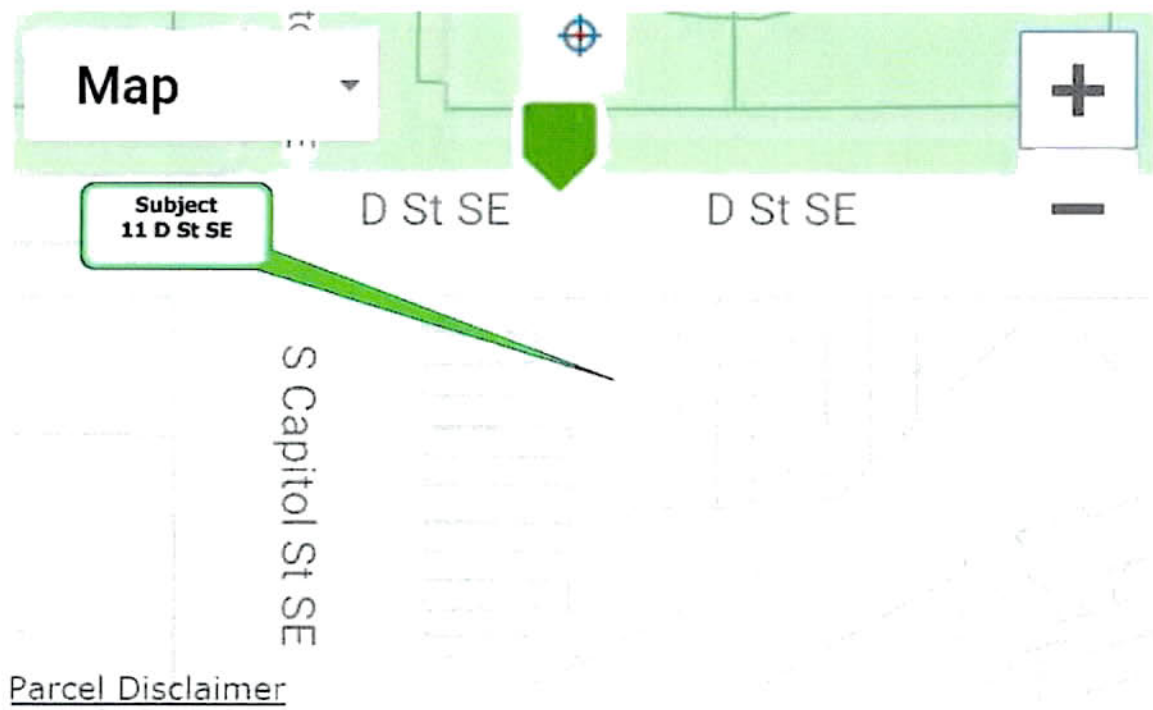 Map
Subject
11 D St SE
D St SE
D St SE
S Capitol St SE
Parcel Disclaimer